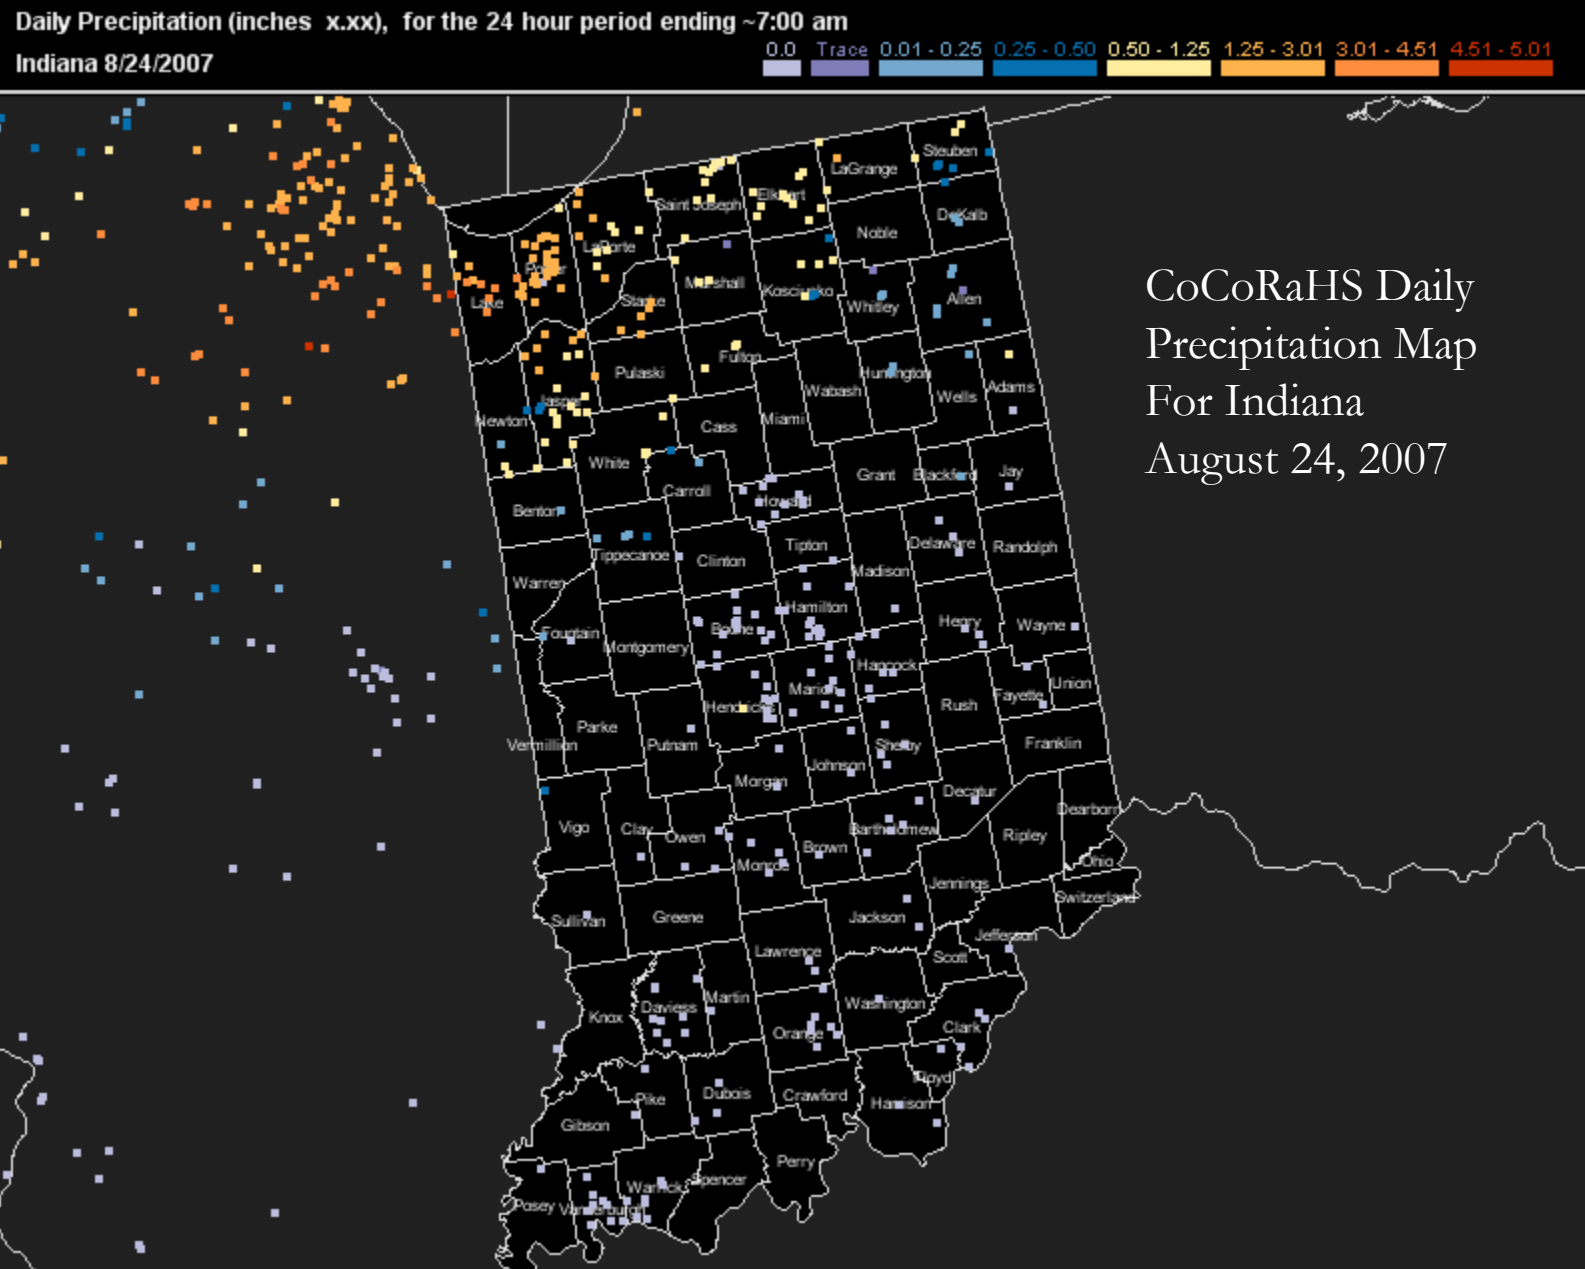 Daily Precipitation (inches x.xx), for the 24 hour period ending ~7:00 am
Indiana 8/24/2007
0.0 Trace 0.01 - 0.25 0.25 - 0.50 0.50 - 1.25 1.25 - 3.01 3.01 - 4.51 4.51 - 5.01
CoCoRaHS Daily
Precipitation Map
For Indiana
August 24, 2007
Steuben
LaGrange
Elkhart
Saint Joseph
DeKalb
Noble
LaPorte
Porter
Lake
Marshall
Kosciusko
Starke
Whitley
Allen
Fulton
Pulaski
Huntington
Wabash
Adams
Wells
Jasper
Newton
Miami
Cass
White
Grant
Blackford
Jay
Carroll
Howard
Benton
Tipton
Delaware
Randolph
Tippecanoe
Clinton
Madison
Warren
Hamilton
Henry
Wayne
Boone
Fountain
Montgomery
Hancock
Marion
Union
Fayette
Hendricks
Rush
Parke
Putnam
Vermillion
Shelby
Franklin
Johnson
Morgan
Decatur
Dearborn
Vigo
Clay
Owen
Bartholomew
Ripley
Brown
Monroe
Ohio
Jennings
Switzerland
Sullivan
Greene
Jackson
Jefferson
Lawrence
Scott
Martin
Daviess
Washington
Knox
Orange
Clark
Floyd
Dubois
Crawford
Pike
Harrison
Gibson
Perry
Spencer
Warrick
Posey
Vanderburgh